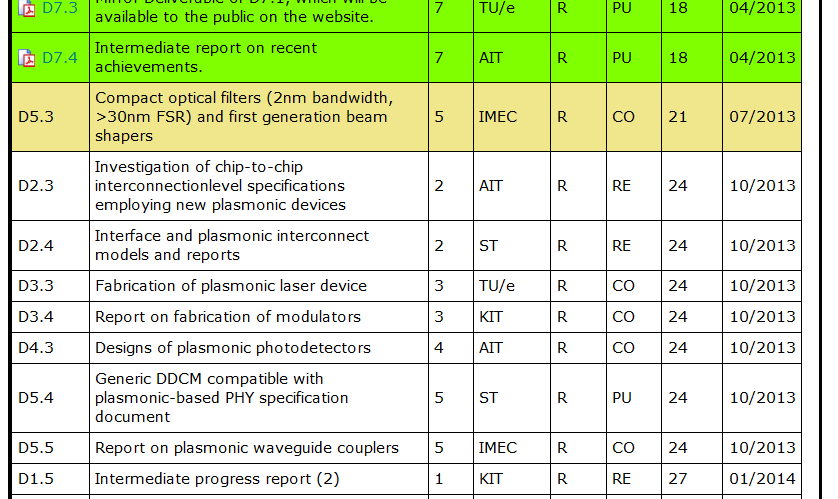 D7.3 Mirror Deliverable of D7.1, which will be 7 TU/e R PU 18 04/2013
available to the public on the website.
D7.4 Intermediate report on recent 7 AIT R PU 18 04/2013
achievements.
D5.3 Compact optical filters (2nm bandwidth, 5 IMEC R CO 21 07/2013
>30nm FSR) and first generation beam
shapers
D2.3 Investigation of chip-to-chip 2 AIT R RE 24 10/2013
interconnectionlevel specifications
employing new plasmonic devices
D2.4 Interface and plasmonic interconnect 2 ST R RE 24 10/2013
models and reports
D3.3 Fabrication of plasmonic laser device 3 TU/e R CO 24 10/2013
D3.4 Report on fabrication of modulators 3 KIT R CO 24 10/2013
D4.3 Designs of plasmonic photodetectors 4 AIT R CO 24 10/2013
D5.4 Generic DDCM compatible with 5 ST R PU 24 10/2013
plasmonic-based PHY specification
document
D5.5 Report on plasmonic waveguide couplers 5 IMEC R CO 24 10/2013
D1.5 Intermediate progress report (2) 1 KIT R RE 27 01/2014